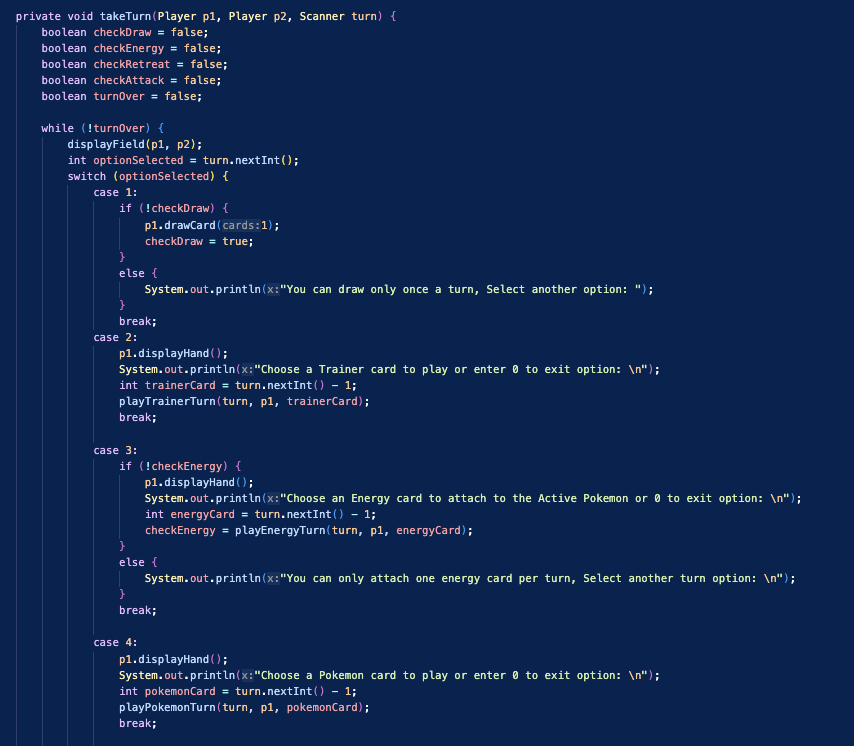 private void takeTurn(Player p1, Player p2, Scanner turn) {
boolean checkDraw = false;
boolean checkEnergy = false;
boolean checkRetreat = false;
boolean checkAttack = false;
boolean turnOver = false;
while (!turnOver) {
displayField(p1, p2);
int optionSelected = turn.nextInt();
switch (optionSelected) {
case 1:
if (!checkDraw) {
p1.drawCard(cards:1);
checkDraw = true;
}
else {
System.out.println(x:"You can draw only once a turn, Select another option: ");
}
break;
case 2:
p1.displayHand();
System.out.println(x:"Choose a Trainer card to play or enter 0 to exit option: \n");
int trainerCard = turn.nextInt() - 1;
playTrainerTurn(turn, p1, trainerCard);
break;
case 3:
if (!checkEnergy) {
p1.displayHand();
System.out.println(x:"Choose an Energy card to attach to the Active Pokemon or 0 to exit option: \n");
int energyCard = turn.nextInt() - 1;
checkEnergy = playEnergyTurn(turn, p1, energyCard);
}
else {
System.out.println(x:"You can only attach one energy card per turn, Select another turn option: \n");
}
break;
case 4:
p1.displayHand();
System.out.println(x:"Choose a Pokemon card to play or enter 0 to exit option: \n");
int pokemonCard = turn.nextInt() - 1;
playPokemonTurn(turn, p1, pokemonCard);
break;